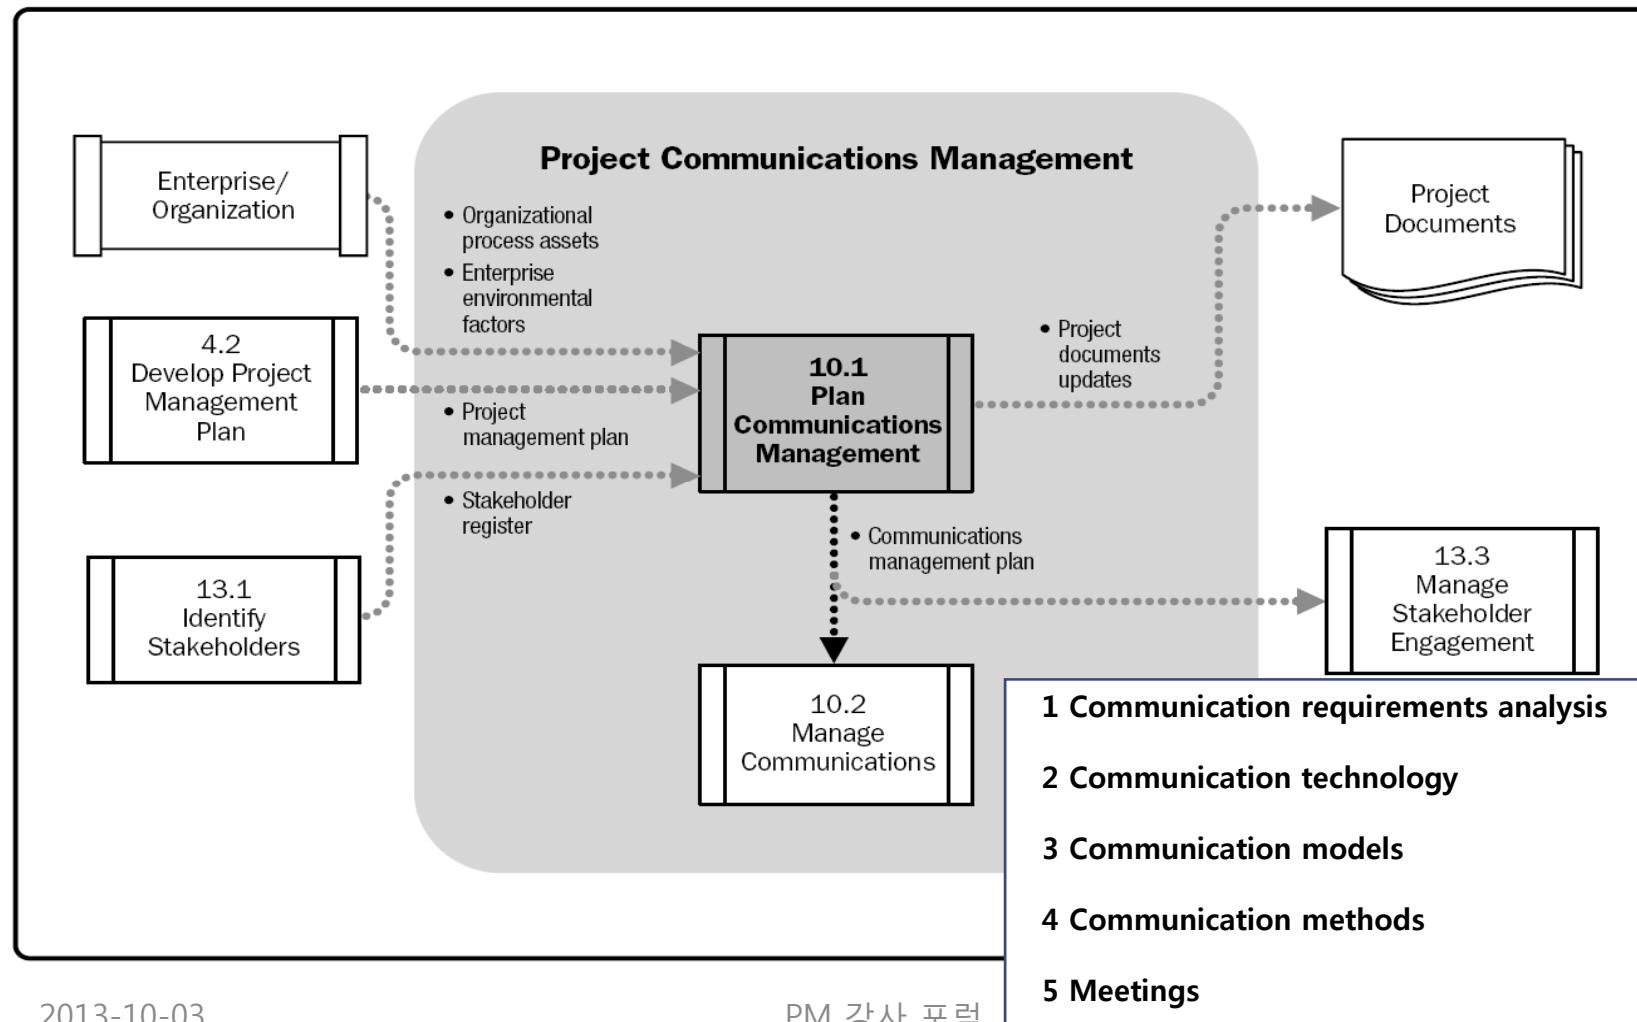 Project Communications Management
Enterprise/
Organization
• Organizational
process assets
• Enterprise
environmental
factors
Project
Documents
4.2
Develop Project
Management
Plan
• Project
management plan
10.1
Plan
Communications
Management
• Project
documents
updates
• Stakeholder
register
13.1
Identify
Stakeholders
• Communications
management plan
13.3
Manage
Stakeholder
Engagement
10.2
Manage
Communications
1 Communication requirements analysis
2 Communication technology
3 Communication models
4 Communication methods
5 Meetings
2013-10-03
PM 강사 포럼